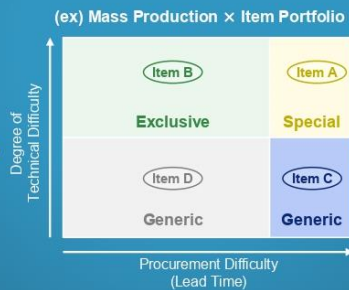 (ex) Mass Production × Item Portfolio
Degree of
Technical Difficulty
Item B
Item A
Exclusive
Special
Item D
Item C
Generic
Generic
Procurement Difficulty
(Lead Time)